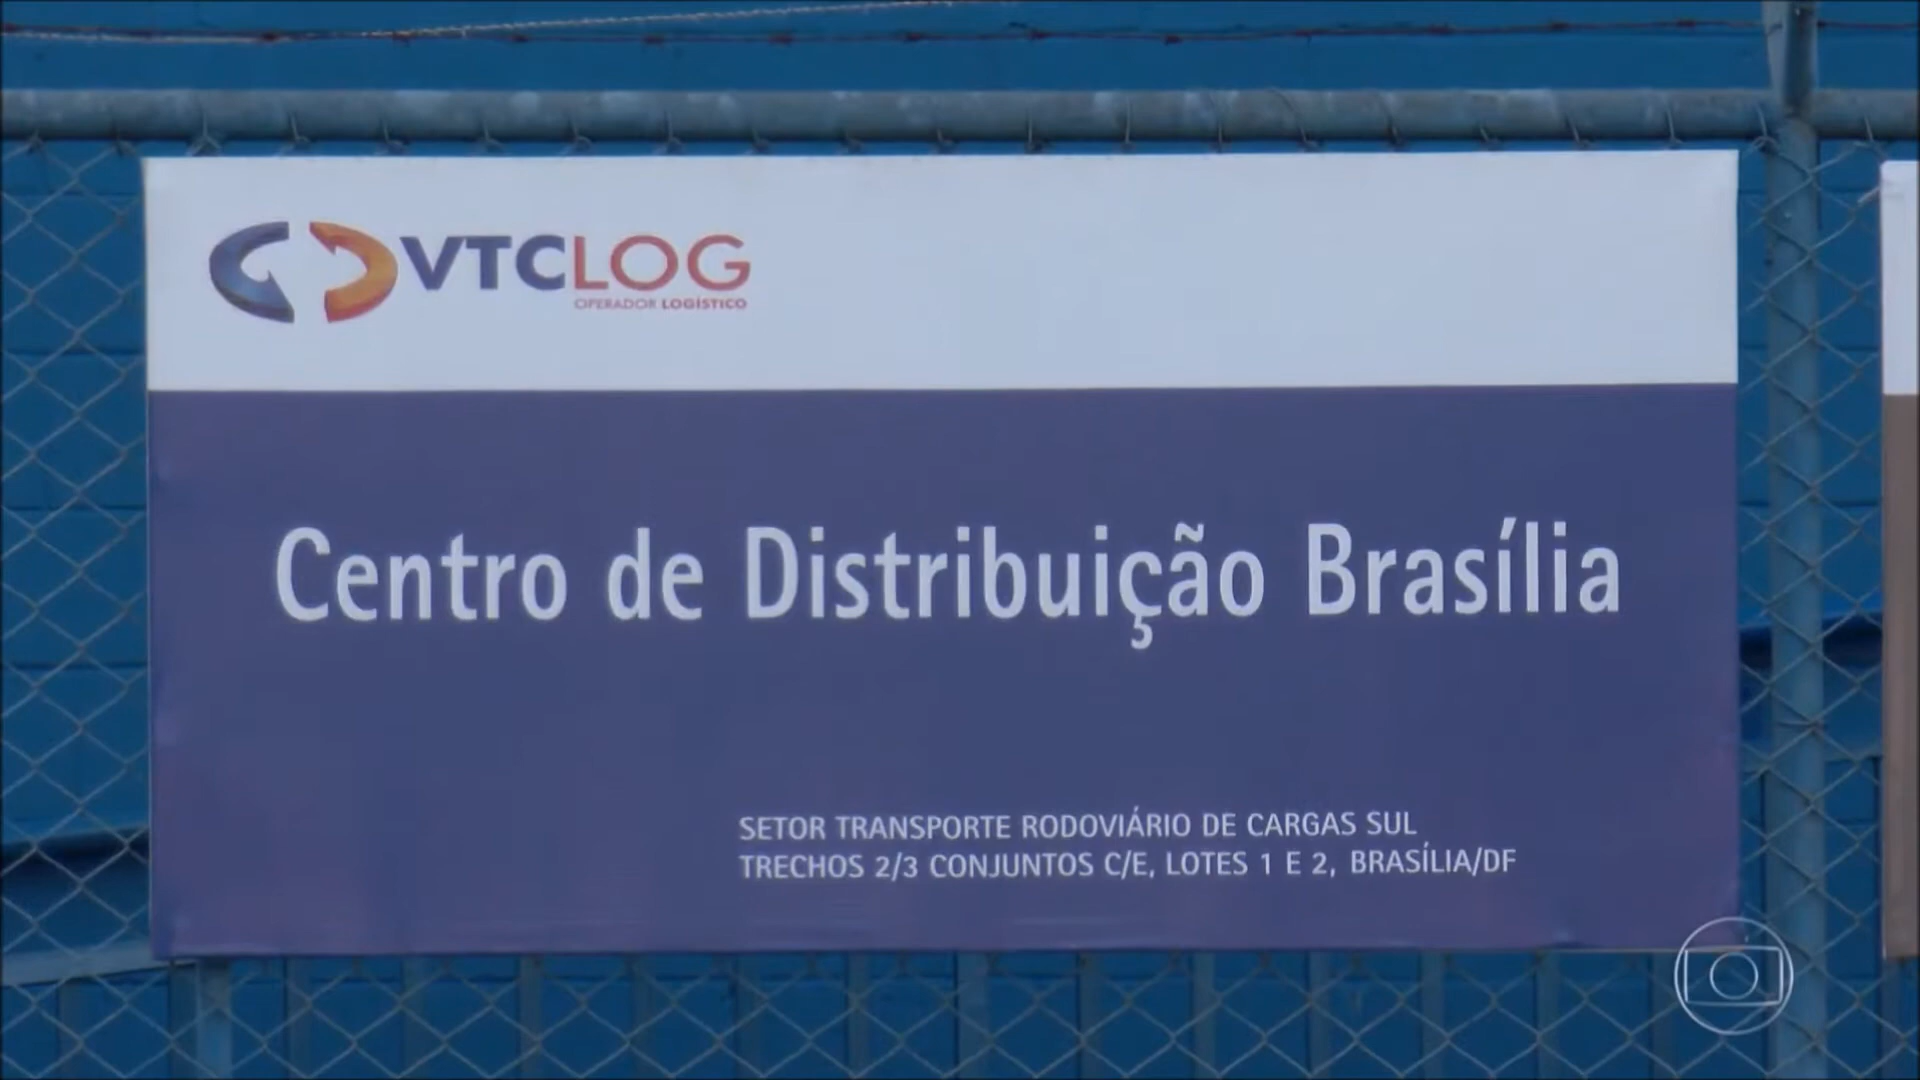 VTCLOG
OPERADOR LOGÍSTICO
Centro de Distribuição Brasília
SETOR TRANSPORTE RODOVIÁRIO DE CARGAS SUL
TRECHOS 2/3 CONJUNTOS C/E, LOTES 1 E 2, BRASÍLIA/DF